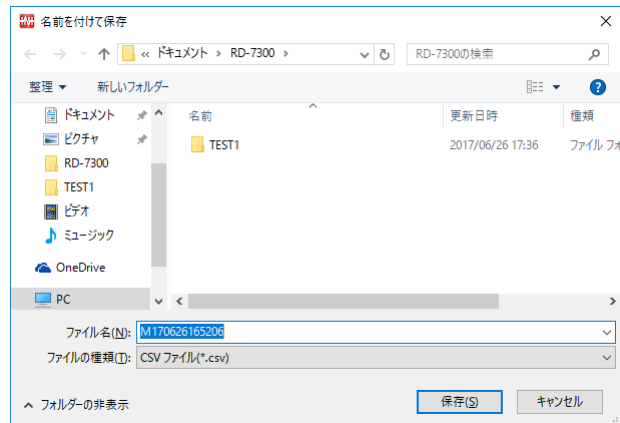 名前を付けて保存
« ドキュメント › RD-7300 ›
RD-7300の検索
整理 ▼ 新しいフォルダー
ドキュメント
ピクチャ
RD-7300
TEST1
ビデオ
ミュージック
OneDrive
PC
名前 更新日時 種類
TEST1 2017/06/26 17:36 ファイル フォ
ファイル名(N): M170626165206
ファイルの種類(T): CSV ファイル(*.csv)
フォルダーの非表示
保存(S) キャンセル